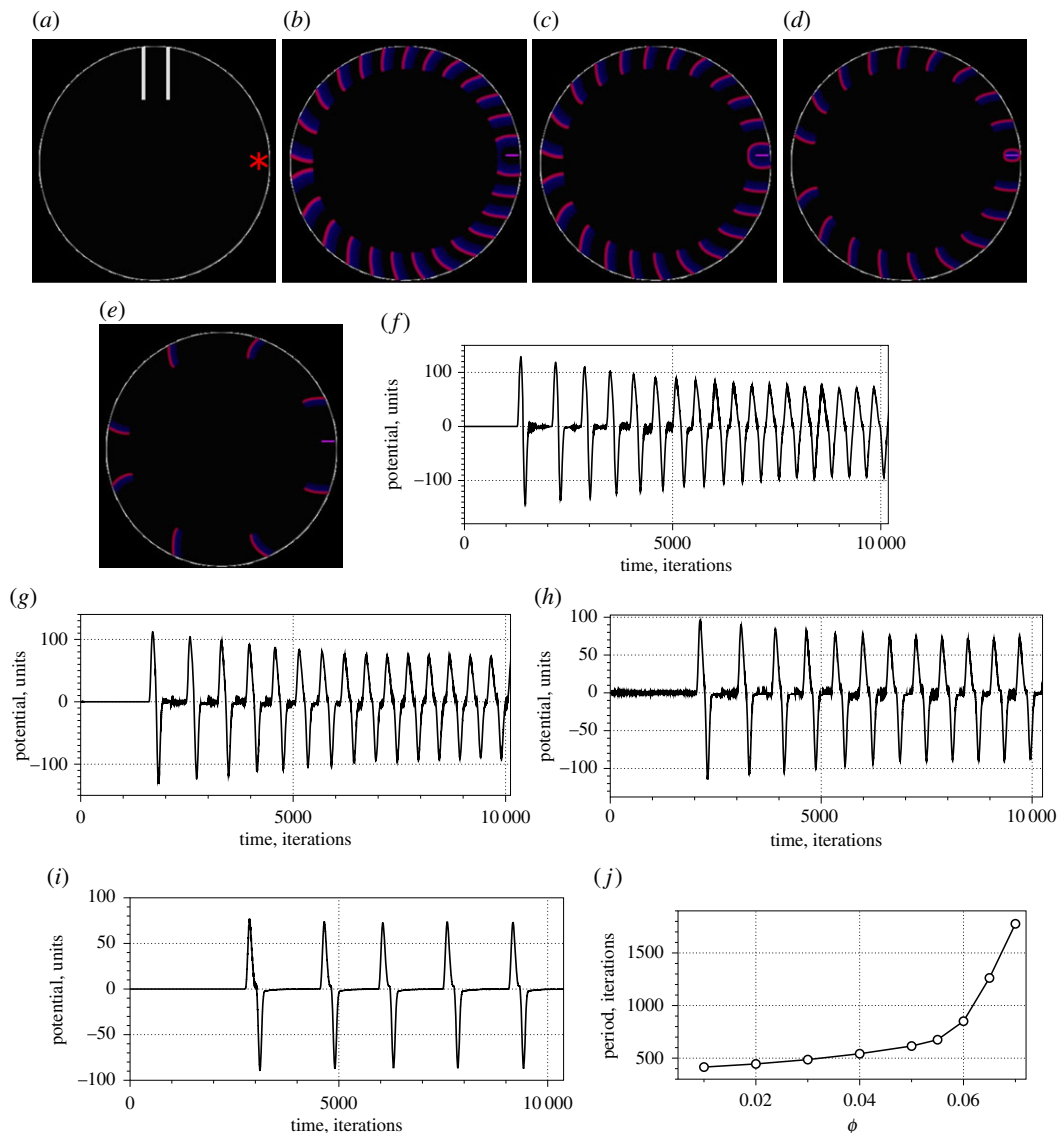 (a) (b) (c) (d)
*
(e)
(f)
100
0
−100
potential, units
0 5000 10 000
time, iterations
(g)
100
0
−100
potential, units
0 5000 10 000
time, iterations
(h)
100
50
0
−50
−100
potential, units
0 5000 10 000
time, iterations
(i)
100
50
0
−50
−100
potential, units
0 5000 10 000
time, iterations
(j)
1500
1000
500
period, iterations
0.02 0.04 0.06
ϕ